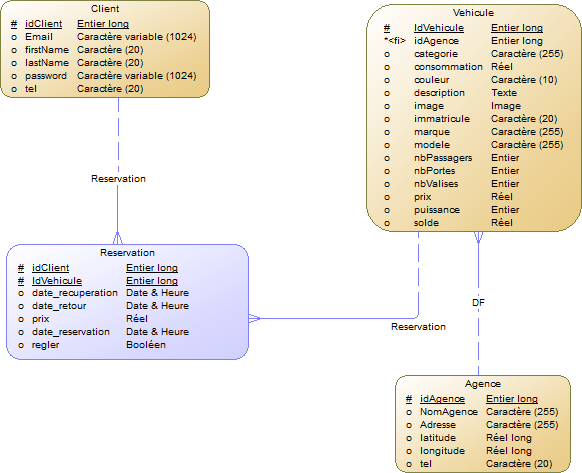 Client
# idClient Entier long
o Email Caractère variable (1024)
o firstName Caractère (20)
o lastName Caractère (20)
o password Caractère variable (1024)
o tel Caractère (20)
Vehicule
# IdVehicule Entier long
*<fi> idAgence Entier long
o categorie Caractère (255)
o consommation Réel
o couleur Caractère (10)
o description Texte
o image Image
o immatricule Caractère (20)
o marque Caractère (255)
o modele Caractère (255)
o nbPassagers Entier
o nbPortes Entier
o nbValises Entier
o prix Réel
o puissance Entier
o solde Réel
Reservation
Reservation
# idClient Entier long
# IdVehicule Entier long
o date_recuperation Date & Heure
o date_retour Date & Heure
o prix Réel
o date_reservation Date & Heure
o regler Booléen
DF
Reservation
Agence
# idAgence Entier long
o NomAgence Caractère (255)
o Adresse Caractère (255)
o latitude Réel long
o longitude Réel long
o tel Caractère (20)